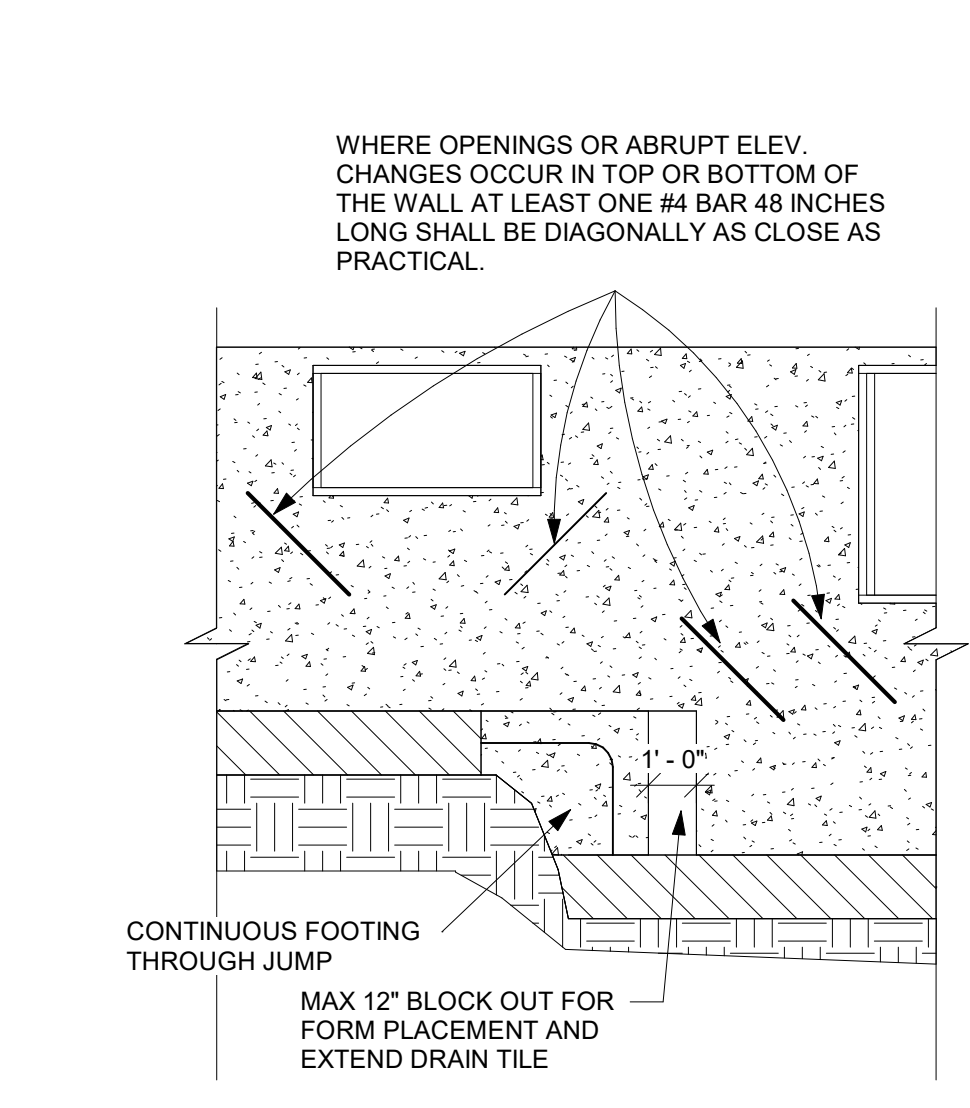 WHERE OPENINGS OR ABRUPT ELEV.
CHANGES OCCUR IN TOP OR BOTTOM OF
THE WALL AT LEAST ONE #4 BAR 48 INCHES
LONG SHALL BE DIAGONALLY AS CLOSE AS
PRACTICAL.
1' - 0"
CONTINUOUS FOOTING
THROUGH JUMP
MAX 12" BLOCK OUT FOR
FORM PLACEMENT AND
EXTEND DRAIN TILE